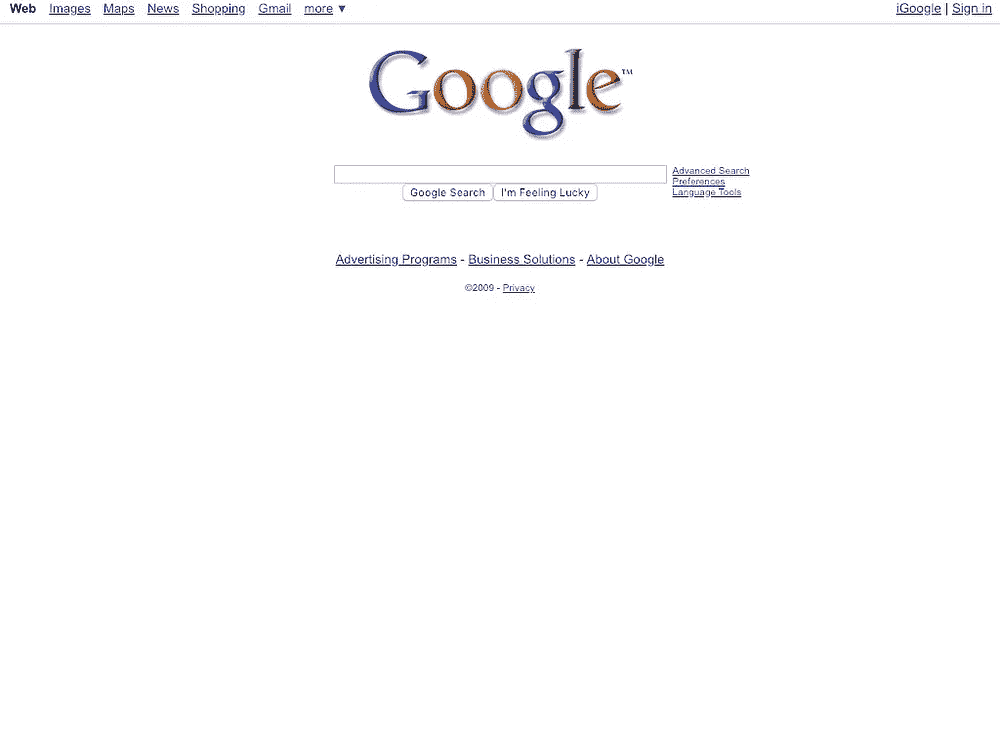 Web Images Maps News Shopping Gmail more ▼ iGoogle | Sign in
Google™
Advanced Search
Preferences
Language Tools
Google Search I'm Feeling Lucky
Advertising Programs - Business Solutions - About Google
©2009 - Privacy